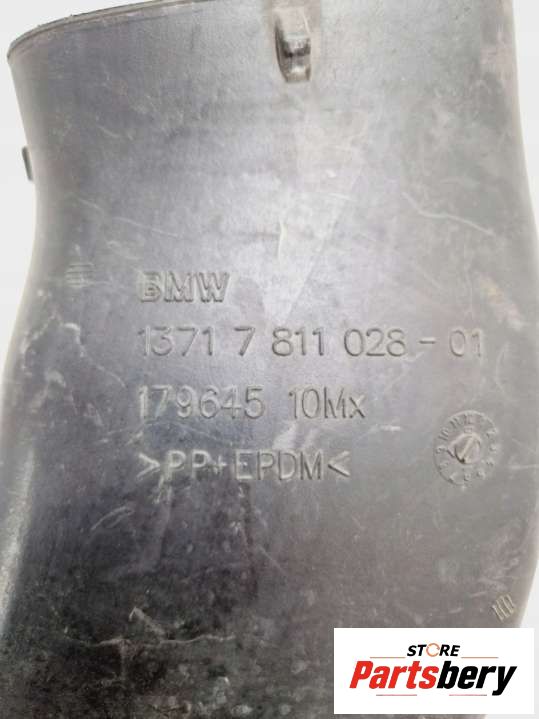 BMW
1371 7 811 028 - 01
179645 10Mx
>PP+EPDM<
STORE
Partsbery